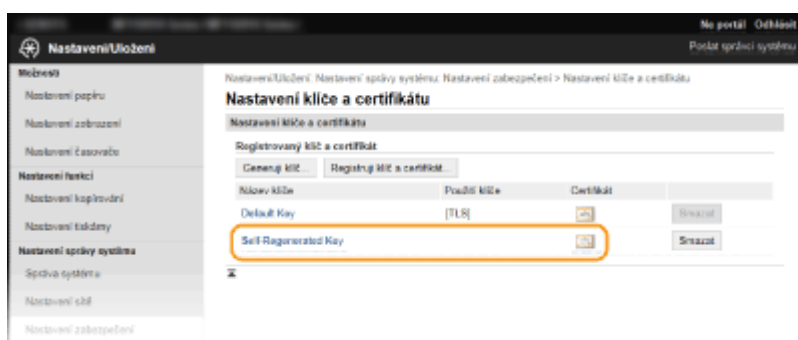 Na portál Odhlásit
Nastavení/Uložení
Poslat správci systému
Možnosti
Nastavení papíru
Nastavení zobrazení
Nastavení časovače
Nastavení funkcí
Nastavení kopírování
Nastavení tiskárny
Nastavení správy systému
Správa systému
Nastavení sítě
Nastavení zabezpečení
Nastavení/Uložení: Nastavení správy systému: Nastavení zabezpečení > Nastavení klíče a certifikátu
Nastavení klíče a certifikátu
Nastavení klíče a certifikátu
Registrovaný klíč a certifikát
Generuj klíč... Registruj klíč a certifikát...
Název klíče Použití klíče Certifikát
Default Key [TLS] Smazat
Self-Regenerated Key Smazat